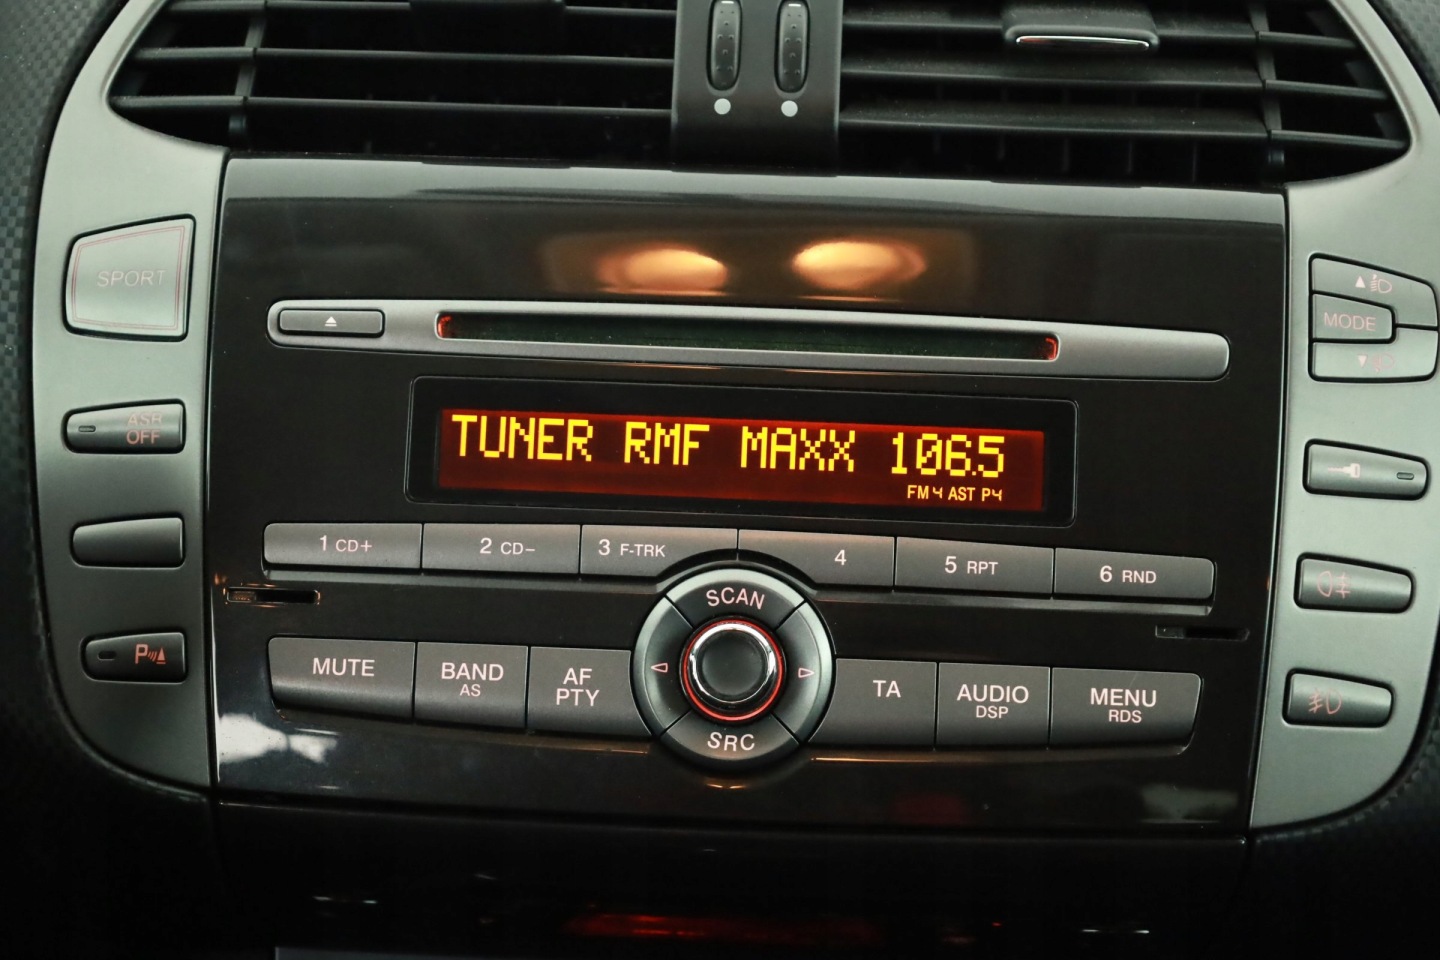 SPORT
ASR
OFF
P
MODE
TUNER RMF MAXX 106.5
FM4 AST P4
1 CD+
2 CD-
3 F-TRK
4
5 RPT
6 RND
SCAN
MUTE
BAND
AS
AF
PTY
SRC
TA
AUDIO
DSP
MENU
RDS